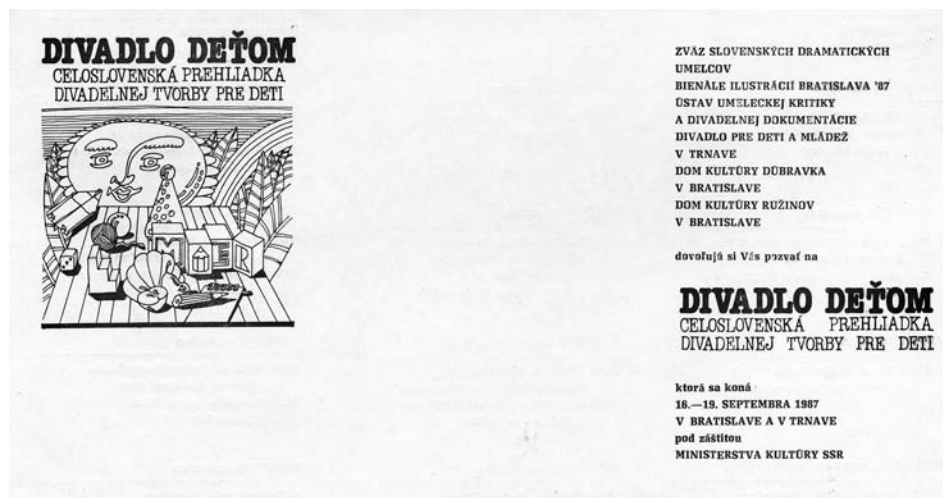 DIVADLO DEŤOM
CELOSLOVENSKÁ PREHLIADKA
DIVADELNEJ TVORBY PRE DETI
MIER
ZVÄZ SLOVENSKÝCH DRAMATICKÝCH
UMELCOV
BIENÁLE ILUSTRÁCIÍ BRATISLAVA '87
ÚSTAV UMELECKEJ KRITIKY
A DIVADELNEJ DOKUMENTÁCIE
DIVADLO PRE DETI A MLÁDEŽ
V TRNAVE
DOM KULTÚRY DÚBRAVKA
V BRATISLAVE
DOM KULTÚRY RUŽINOV
V BRATISLAVE
dovoľujú si Vás pozvať na
DIVADLO DEŤOM
CELOSLOVENSKÁ PREHLIADKA
DIVADELNEJ TVORBY PRE DETI
ktorá sa koná
16.—19. SEPTEMBRA 1987
V BRATISLAVE A V TRNAVE
pod záštitou
MINISTERSTVA KULTÚRY SSR